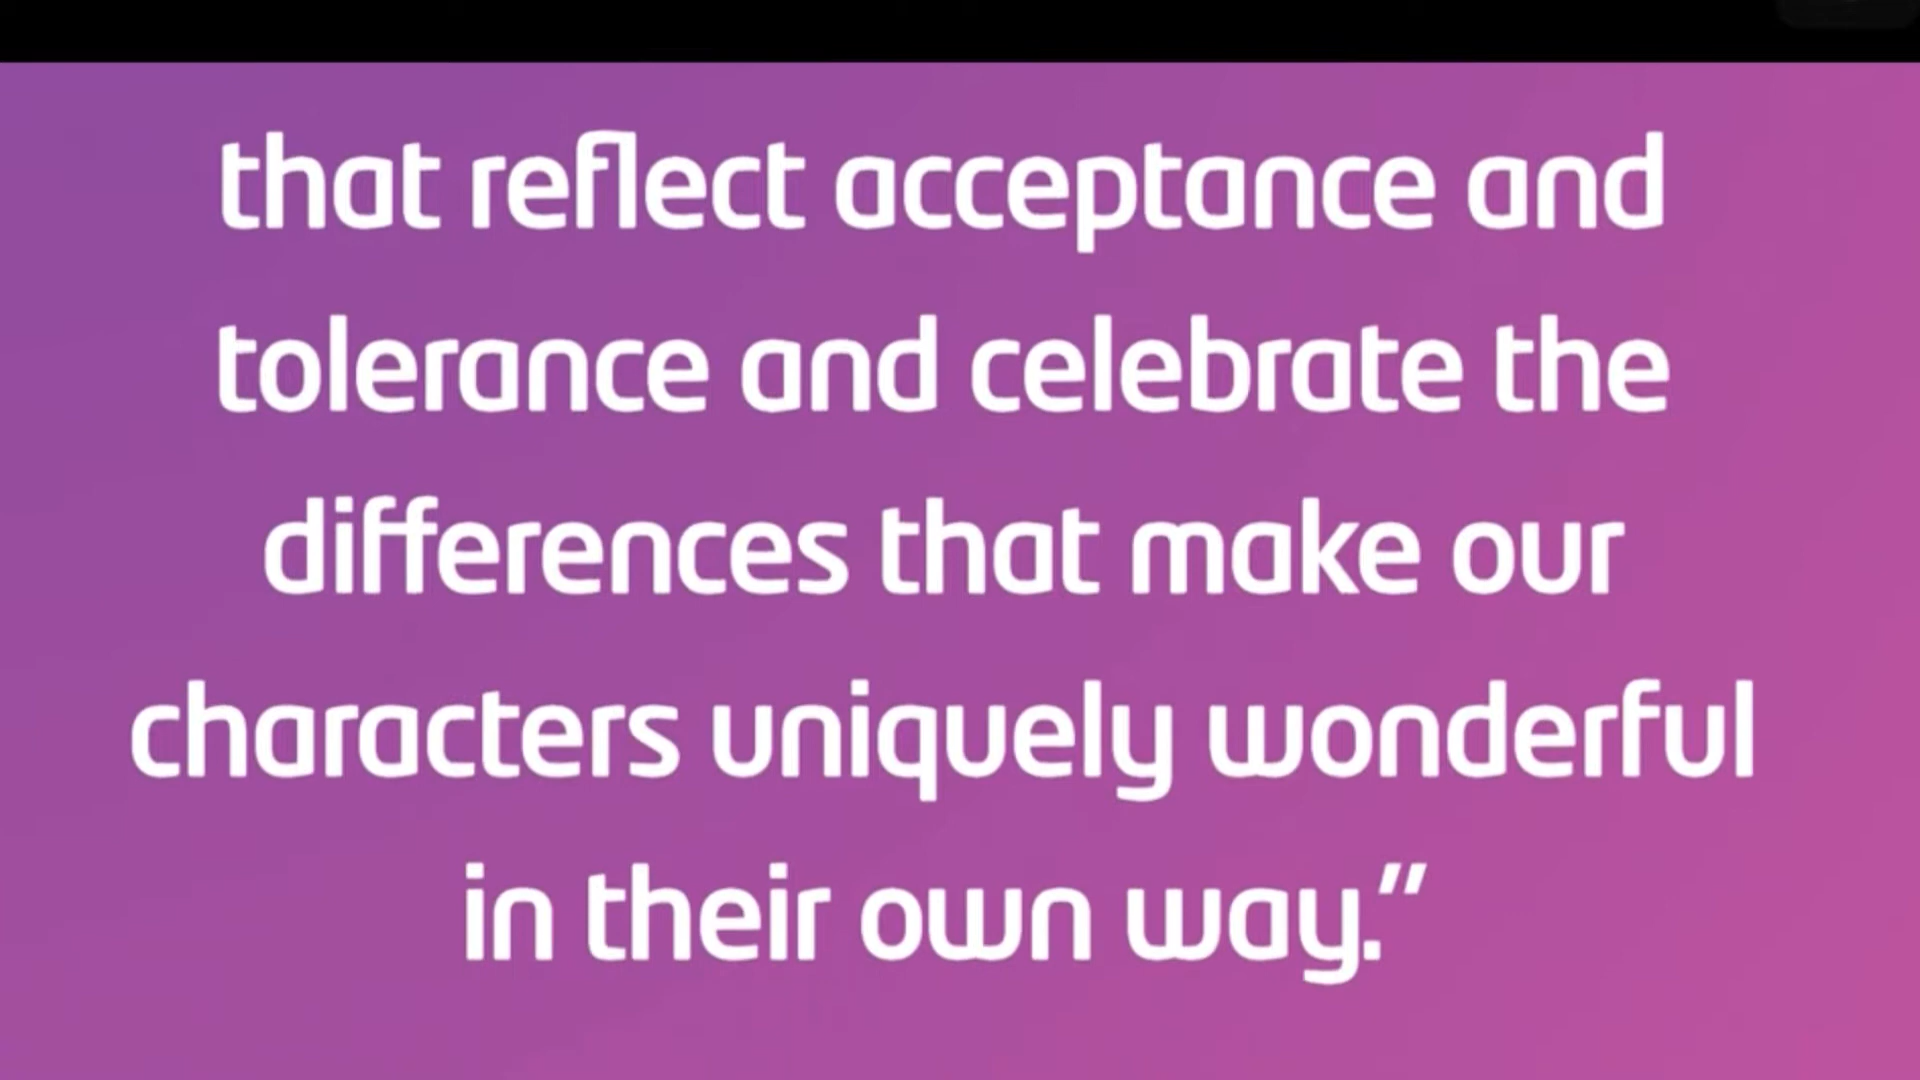 that reflect acceptance and
tolerance and celebrate the
differences that make our
characters uniquely wonderful
in their own way.”